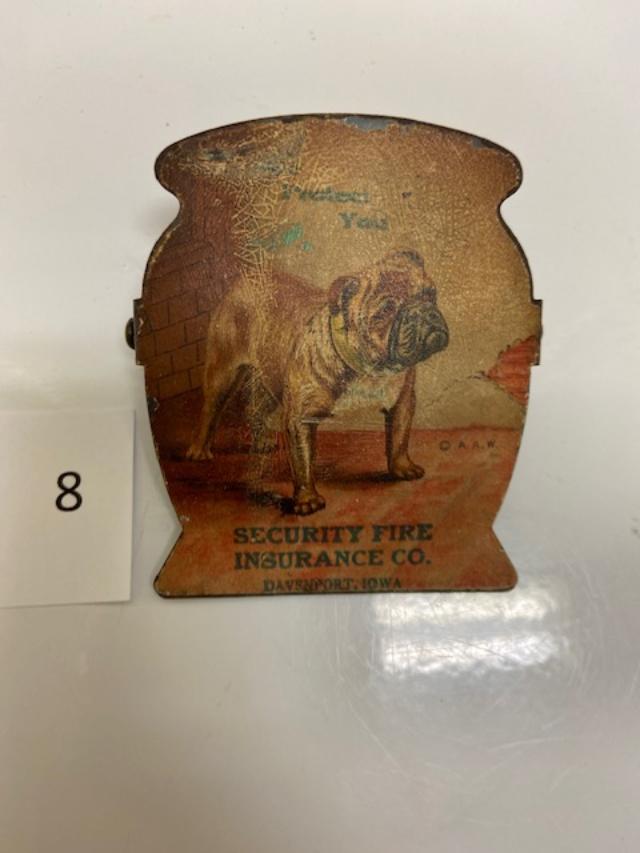 Protect
You
© A.A.W.
SECURITY FIRE
INSURANCE CO.
DAVENPORT, IOWA
8